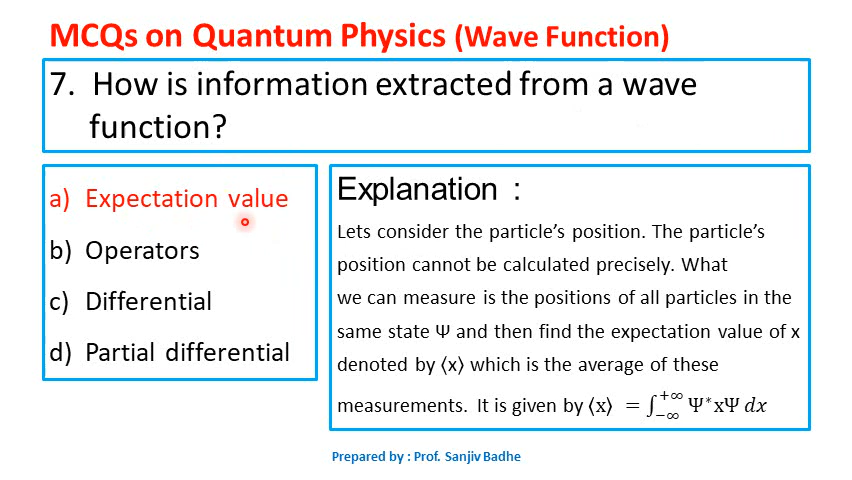 MCQs on Quantum Physics (Wave Function)
7. How is information extracted from a wave
function?
a) Expectation value
b) Operators
c) Differential
d) Partial differential
Explanation :
Lets consider the particle’s position. The particle’s
position cannot be calculated precisely. What
we can measure is the positions of all particles in the
same state Ψ and then find the expectation value of x
denoted by ⟨x⟩ which is the average of these
measurements. It is given by ⟨x⟩ = ∫₋∞⁺∞ Ψ*xΨ dx
Prepared by : Prof. Sanjiv Badhe